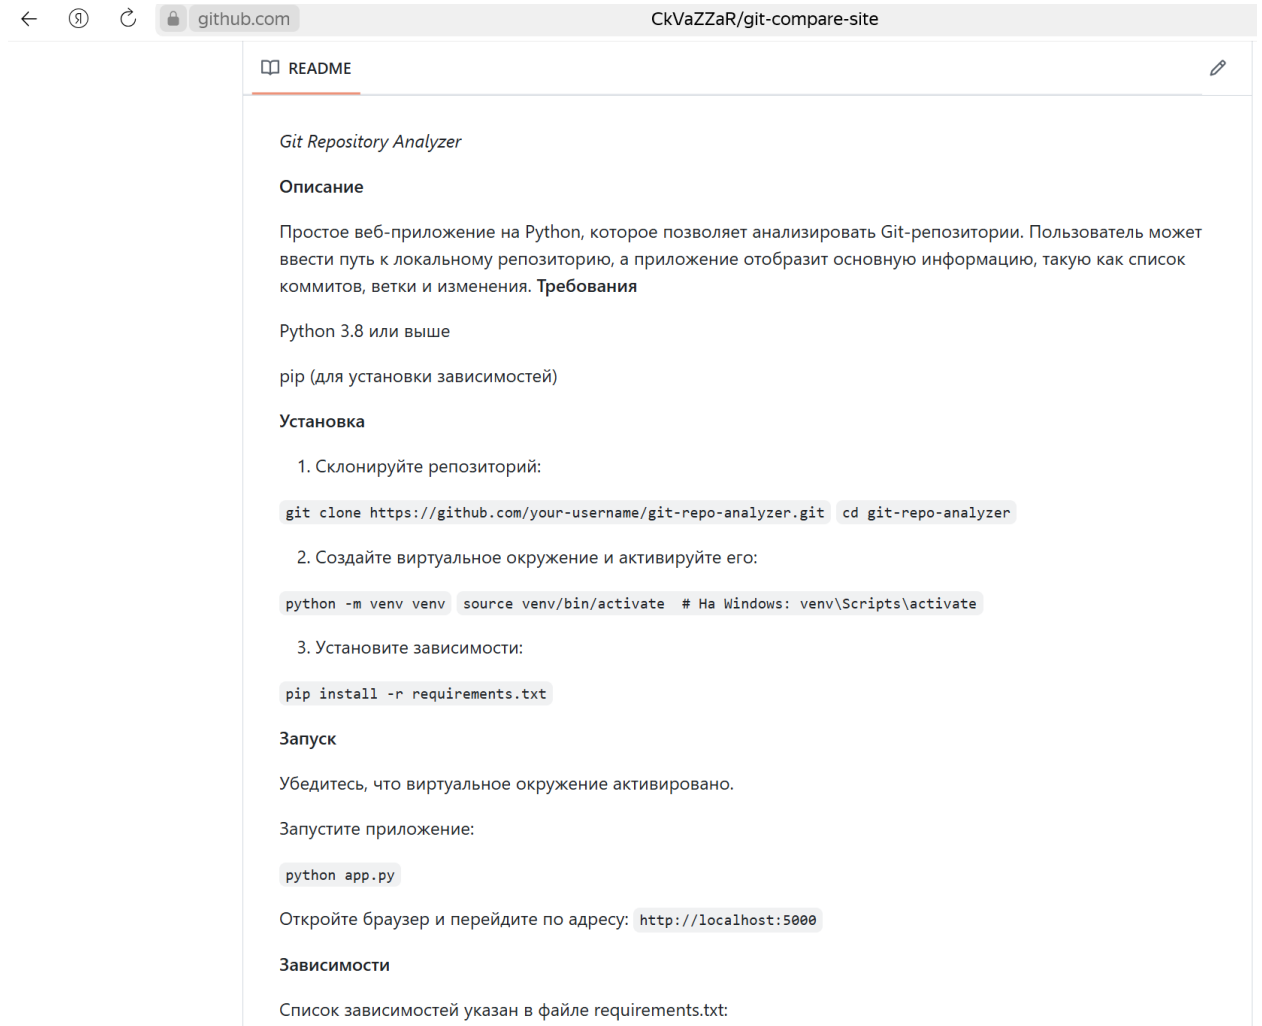 github.com CkVaZZaR/git-compare-site
README
Git Repository Analyzer
Описание
Простое веб-приложение на Python, которое позволяет анализировать Git-репозитории. Пользователь может
ввести путь к локальному репозиторию, а приложение отобразит основную информацию, такую как список
коммитов, ветки и изменения. Требования
Python 3.8 или выше
pip (для установки зависимостей)
Установка
1. Склонируйте репозиторий:
git clone https://github.com/your-username/git-repo-analyzer.git cd git-repo-analyzer
2. Создайте виртуальное окружение и активируйте его:
python -m venv venv source venv/bin/activate  # На Windows: venv\Scripts\activate
3. Установите зависимости:
pip install -r requirements.txt
Запуск
Убедитесь, что виртуальное окружение активировано.
Запустите приложение:
python app.py
Откройте браузер и перейдите по адресу: http://localhost:5000
Зависимости
Список зависимостей указан в файле requirements.txt: